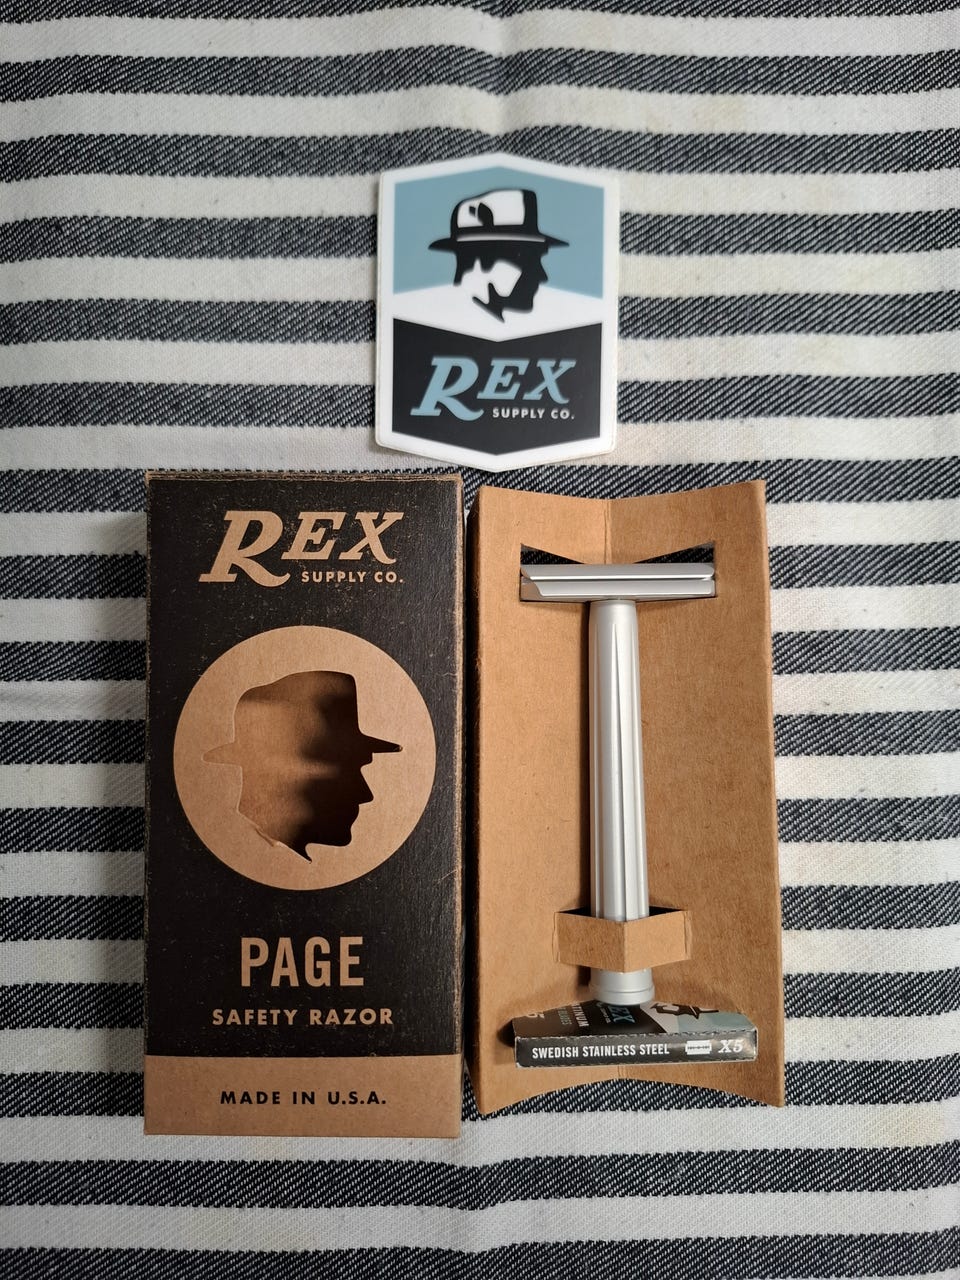 REX
SUPPLY CO.
REX
SUPPLY CO.
PAGE
SAFETY RAZOR
MADE IN U.S.A.
REX
SWEDISH STAINLESS STEEL X5